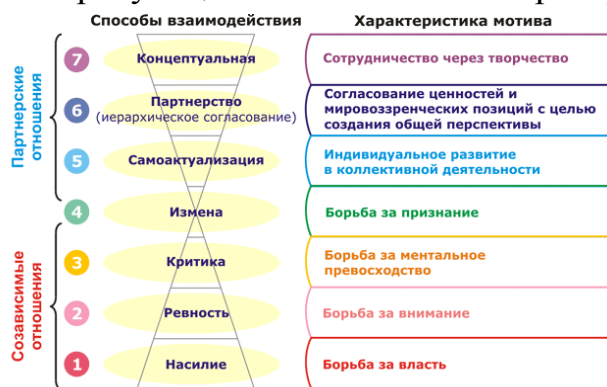 Способы взаимодействия
Характеристика мотива
Партнерские отношения
7
Концептуальная
Сотрудничество через творчество
6
Партнерство
(иерархическое согласование)
Согласование ценностей и
мировоззренческих позиций с целью
создания общей перспективы
5
Самоактуализация
Индивидуальное развитие
в коллективной деятельности
4
Измена
Борьба за признание
Созависимые
отношения
3
Критика
Борьба за ментальное
превосходство
2
Ревность
Борьба за внимание
1
Насилие
Борьба за власть